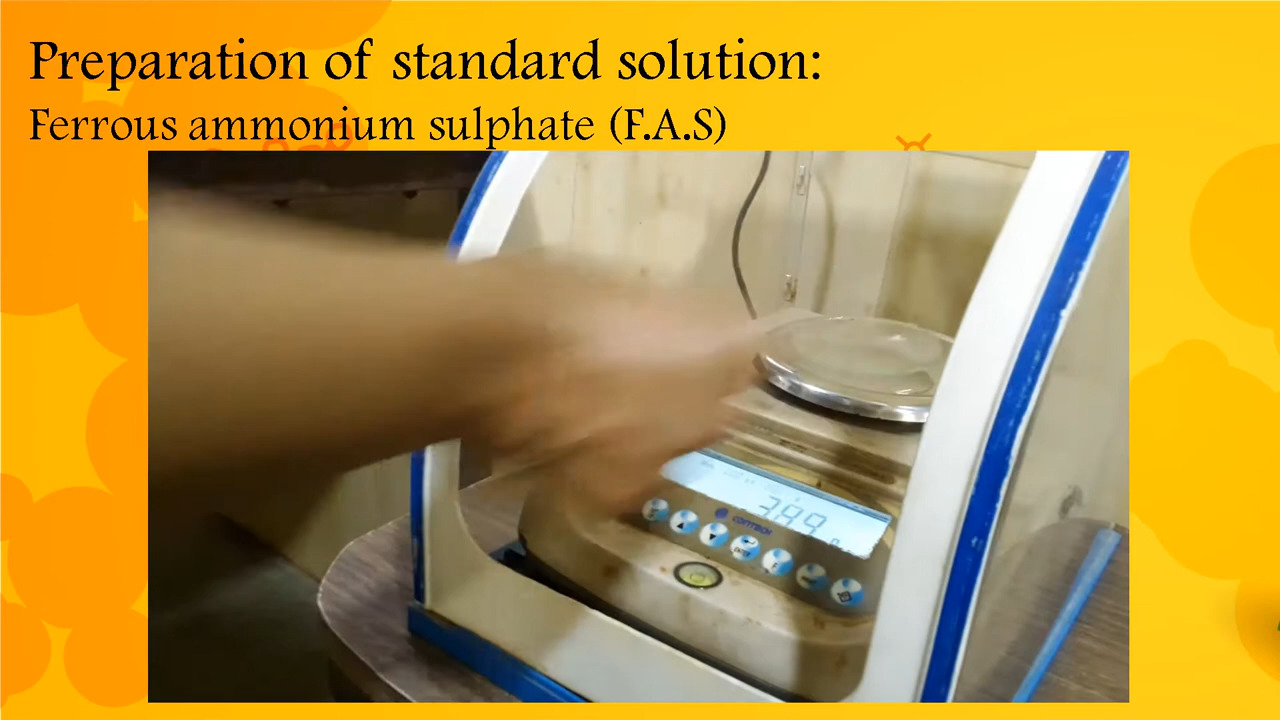 Preparation of standard solution:
Ferrous ammonium sulphate (F.A.S)